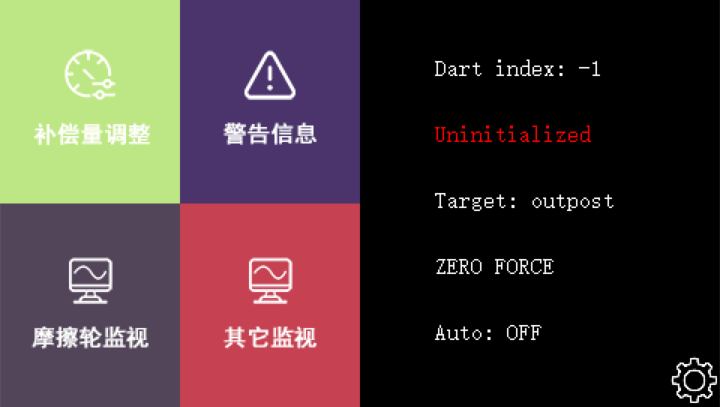 补偿量调整
警告信息
摩擦轮监视
其它监视
Dart index: -1
Uninitialized
Target: outpost
ZERO FORCE
Auto: OFF